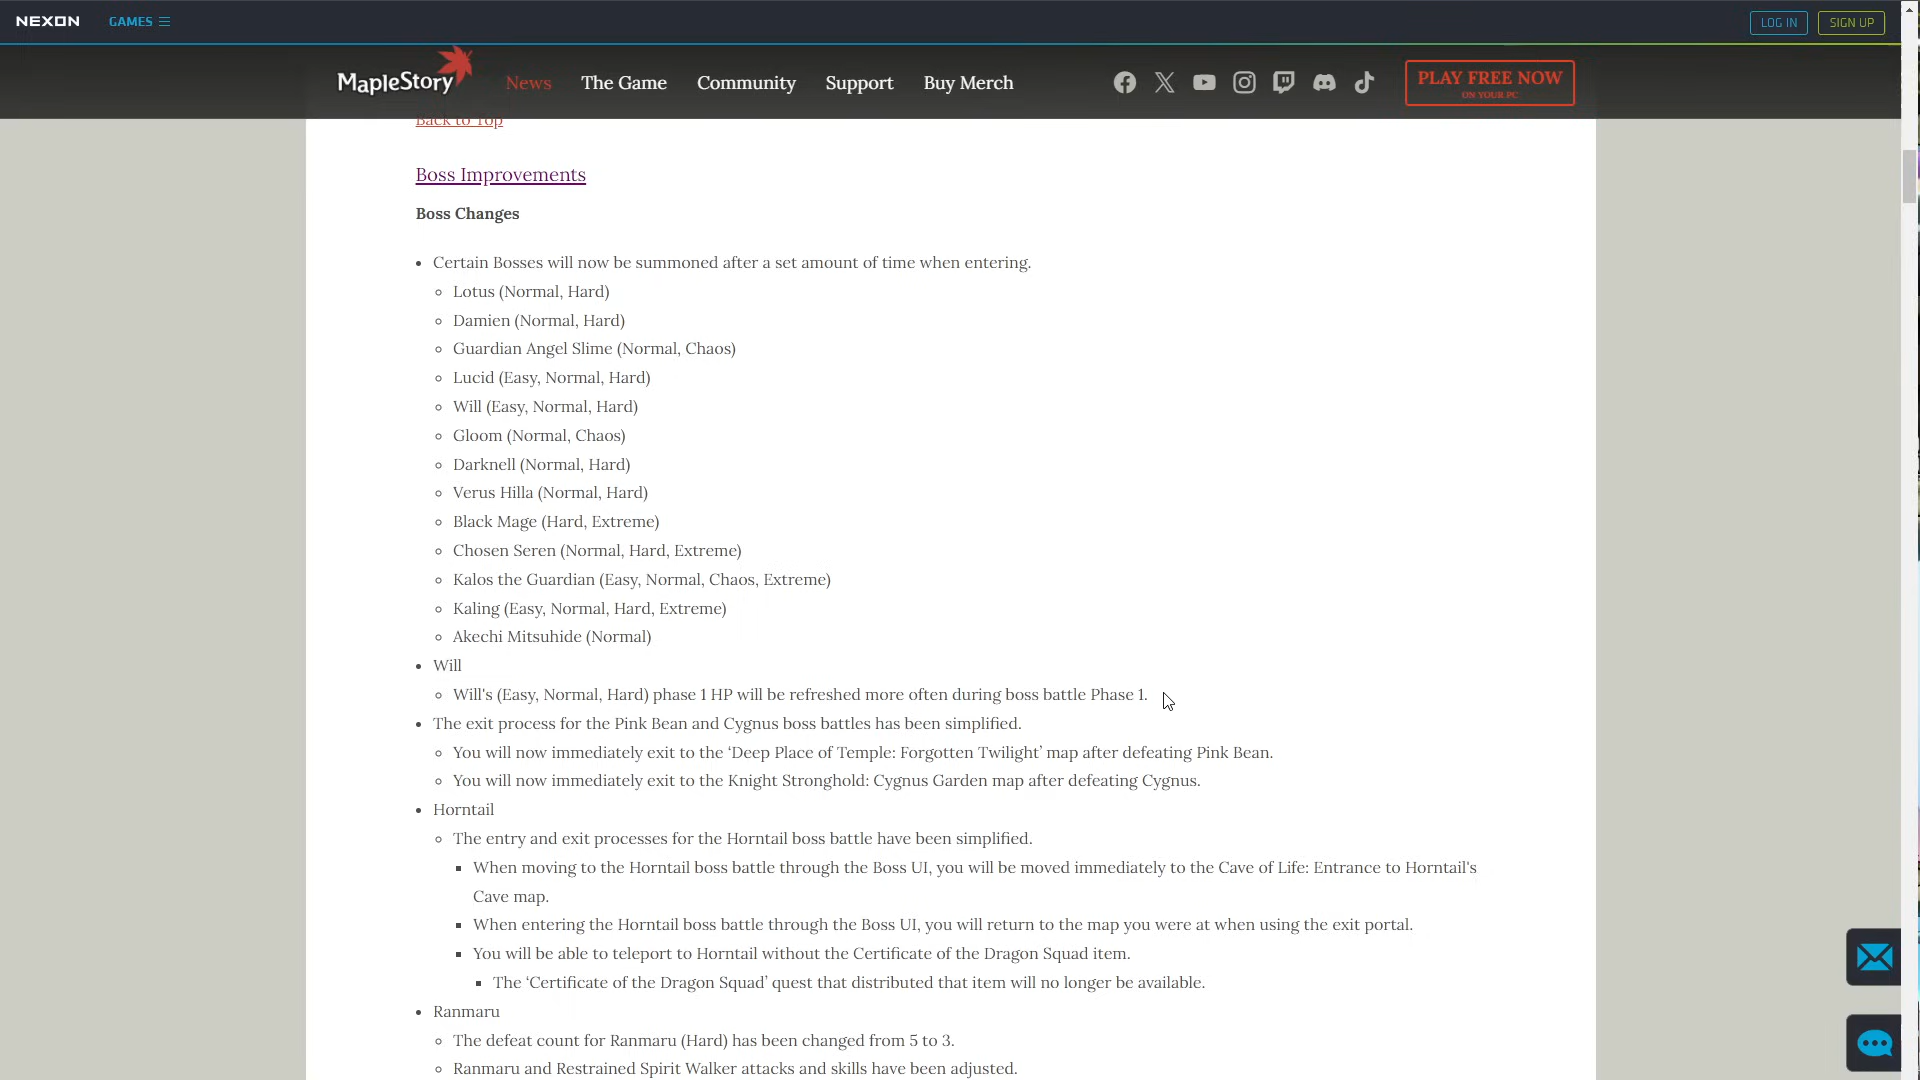 NEXON GAMES LOG IN SIGN UP
MapleStory News The Game Community Support Buy Merch PLAY FREE NOW
ON YOUR PC
Back to Top
Boss Improvements
Boss Changes
Certain Bosses will now be summoned after a set amount of time when entering.
Lotus (Normal, Hard)
Damien (Normal, Hard)
Guardian Angel Slime (Normal, Chaos)
Lucid (Easy, Normal, Hard)
Will (Easy, Normal, Hard)
Gloom (Normal, Chaos)
Darknell (Normal, Hard)
Verus Hilla (Normal, Hard)
Black Mage (Hard, Extreme)
Chosen Seren (Normal, Hard, Extreme)
Kalos the Guardian (Easy, Normal, Chaos, Extreme)
Kaling (Easy, Normal, Hard, Extreme)
Akechi Mitsuhide (Normal)
Will
Will's (Easy, Normal, Hard) phase 1 HP will be refreshed more often during boss battle Phase 1.
The exit process for the Pink Bean and Cygnus boss battles has been simplified.
You will now immediately exit to the ‘Deep Place of Temple: Forgotten Twilight’ map after defeating Pink Bean.
You will now immediately exit to the Knight Stronghold: Cygnus Garden map after defeating Cygnus.
Horntail
The entry and exit processes for the Horntail boss battle have been simplified.
When moving to the Horntail boss battle through the Boss UI, you will be moved immediately to the Cave of Life: Entrance to Horntail's
Cave map.
When entering the Horntail boss battle through the Boss UI, you will return to the map you were at when using the exit portal.
You will be able to teleport to Horntail without the Certificate of the Dragon Squad item.
The ‘Certificate of the Dragon Squad’ quest that distributed that item will no longer be available.
Ranmaru
The defeat count for Ranmaru (Hard) has been changed from 5 to 3.
Ranmaru and Restrained Spirit Walker attacks and skills have been adjusted.